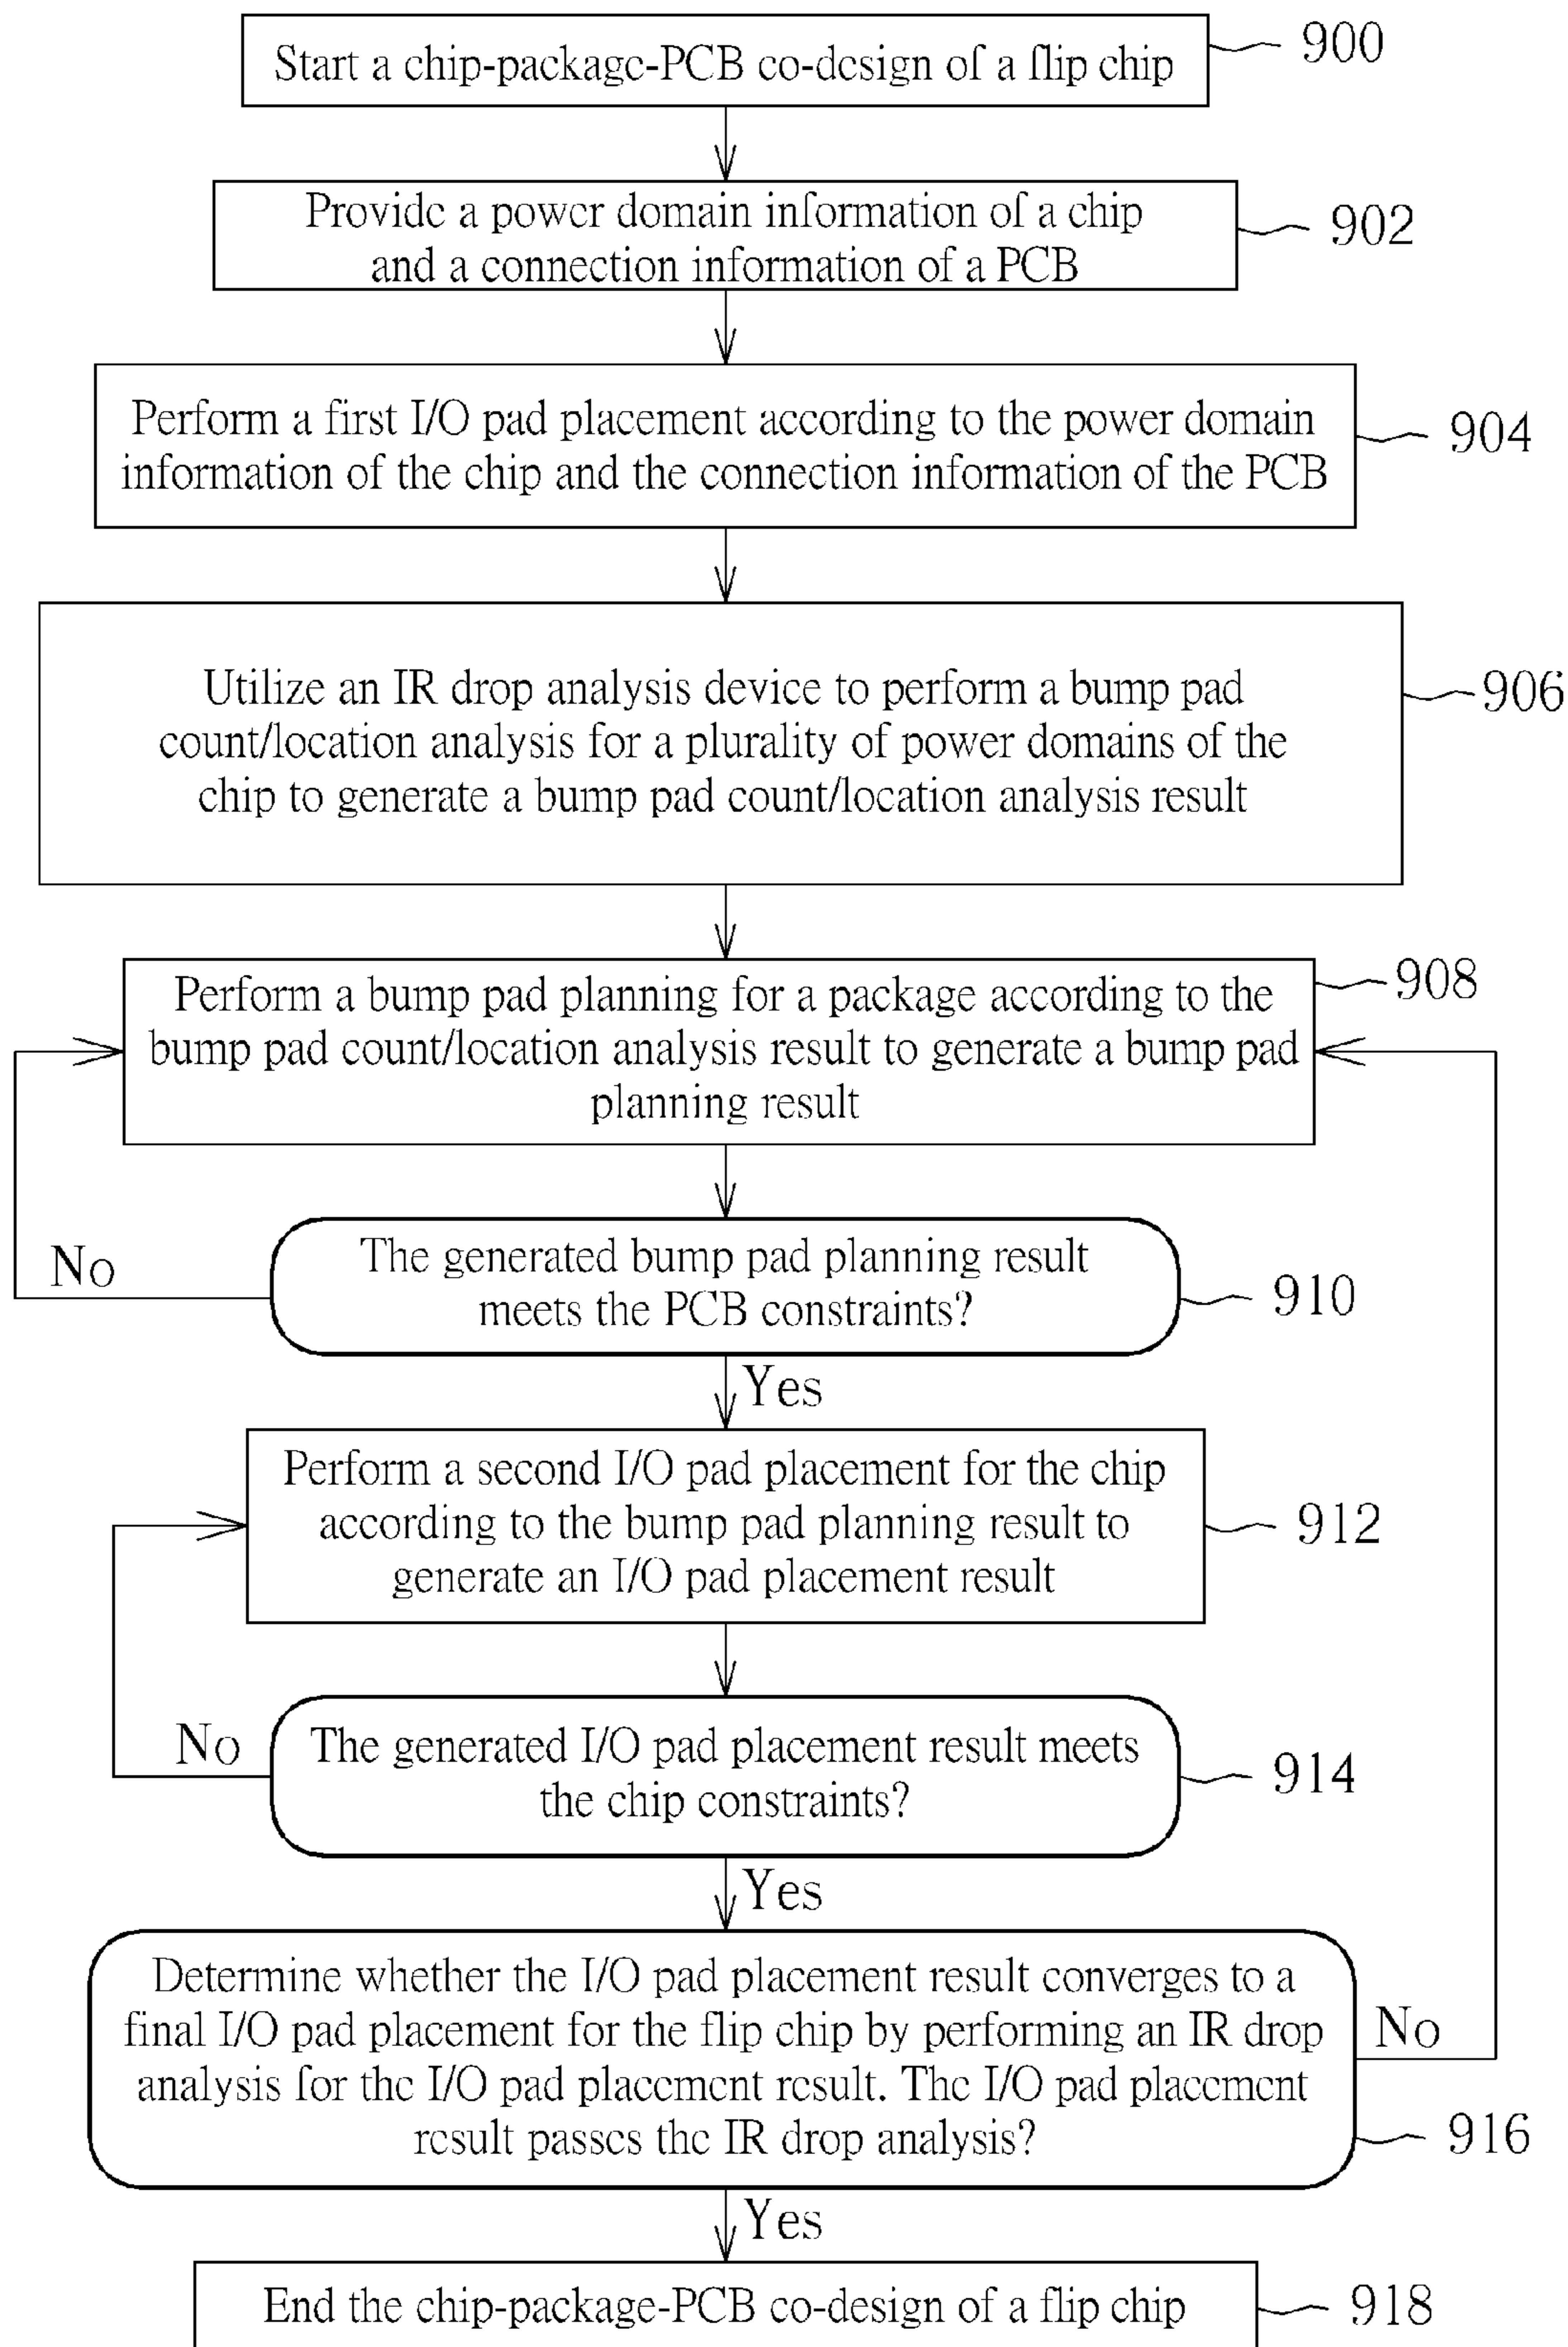 Start a chip-package-PCB co-design of a flip chip
900
Provide a power domain information of a chip
and a connection information of a PCB
902
Perform a first I/O pad placement according to the power domain
information of the chip and the connection information of the PCB
904
Utilize an IR drop analysis device to perform a bump pad
count/location analysis for a plurality of power domains of the
chip to generate a bump pad count/location analysis result
906
Perform a bump pad planning for a package according to the
bump pad count/location analysis result to generate a bump pad
planning result
908
The generated bump pad planning result
meets the PCB constraints?
910
No
Yes
Perform a second I/O pad placement for the chip
according to the bump pad planning result to
generate an I/O pad placement result
912
The generated I/O pad placement result meets
the chip constraints?
914
No
Yes
Determine whether the I/O pad placement result converges to a
final I/O pad placement for the flip chip by performing an IR drop
analysis for the I/O pad placement result. The I/O pad placement
result passes the IR drop analysis?
916
No
Yes
End the chip-package-PCB co-design of a flip chip
918